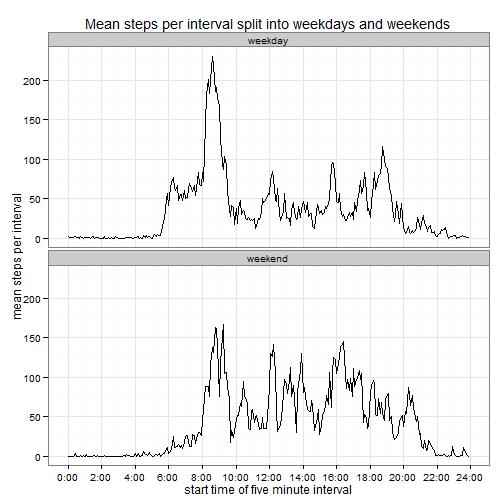 Mean steps per interval split into weekdays and weekends
weekday
200
150
100
50
0
mean steps per interval
weekend
200
150
100
50
0
0:00 2:00 4:00 6:00 8:00 10:00 12:00 14:00 16:00 18:00 20:00 22:00 24:00
start time of five minute interval